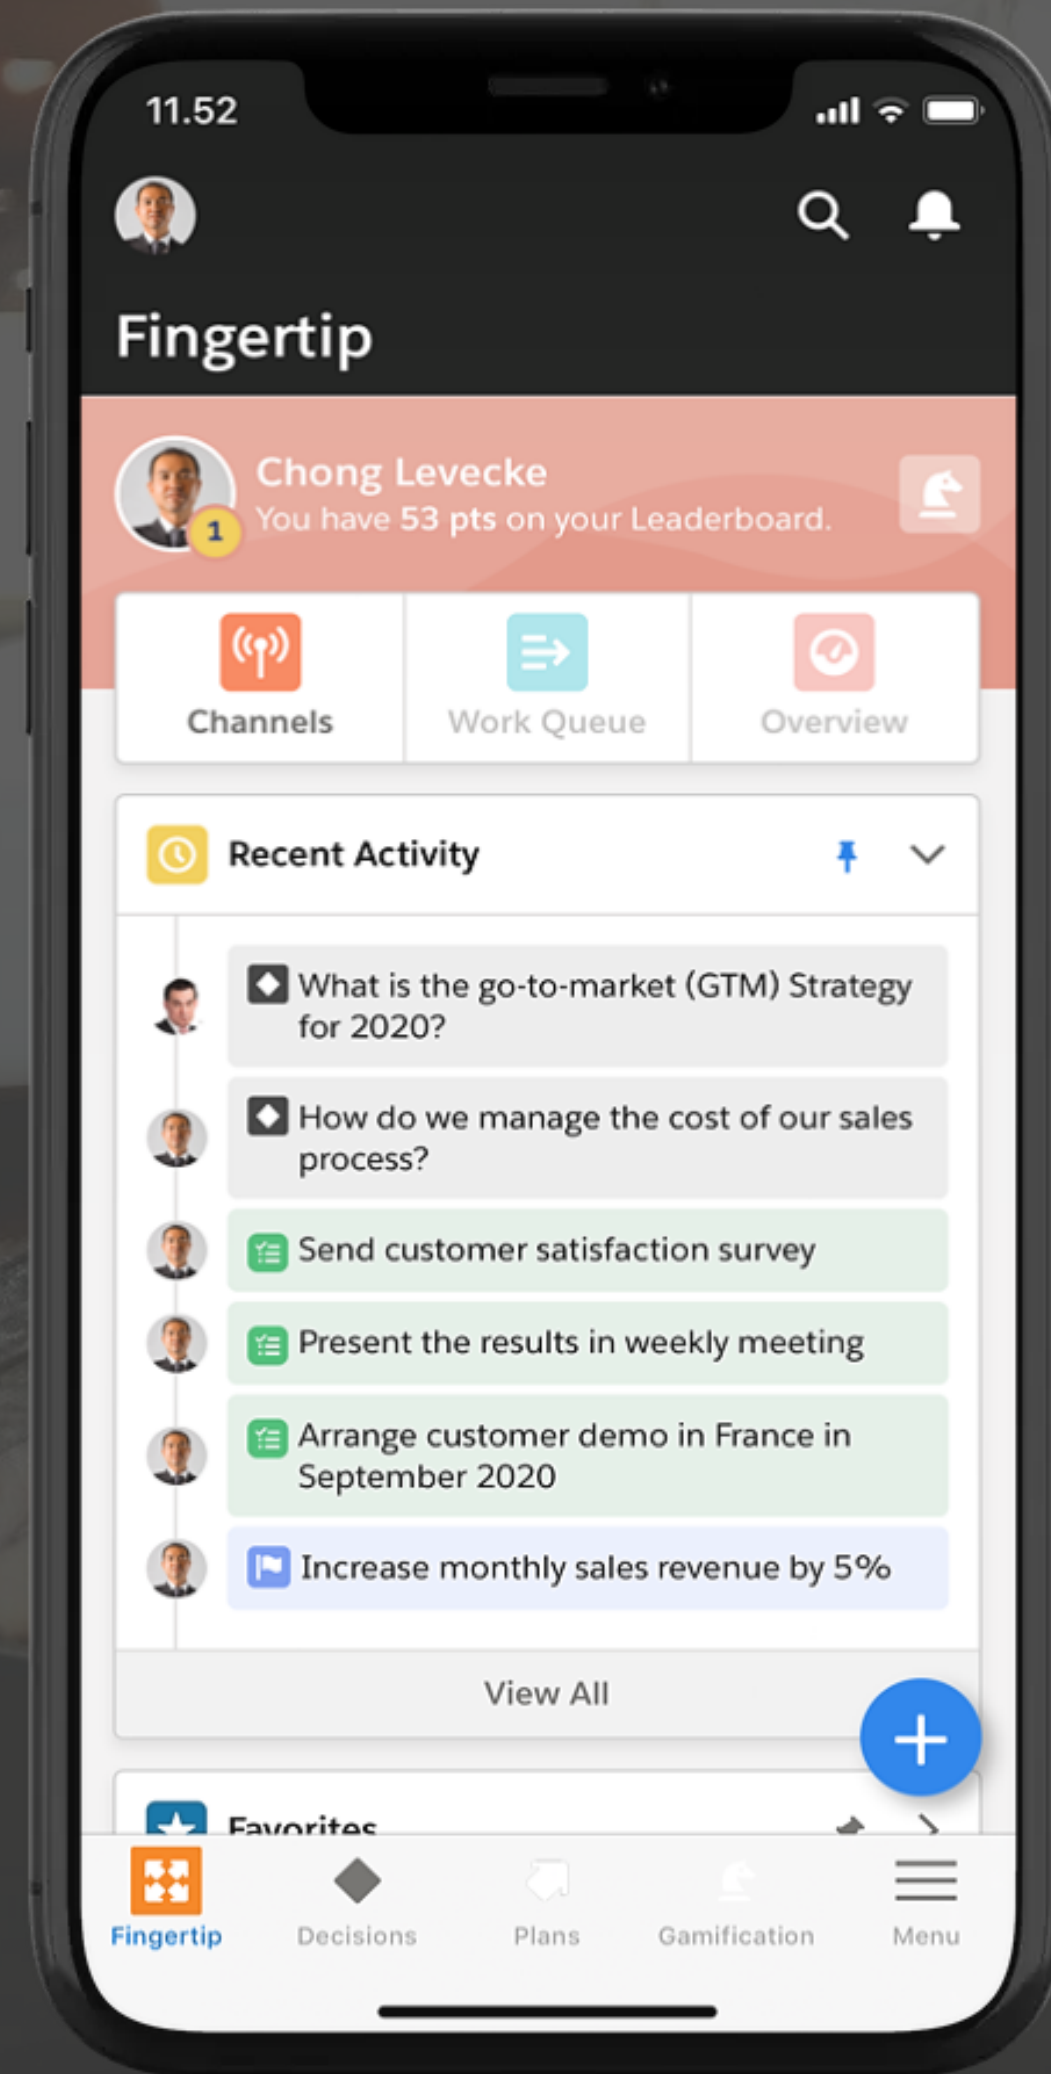 11.52
Fingertip
Chong Levecke
You have 53 pts on your Leaderboard.
1
Channels
Work Queue
Overview
Recent Activity
What is the go-to-market (GTM) Strategy
for 2020?
How do we manage the cost of our sales
process?
Send customer satisfaction survey
Present the results in weekly meeting
Arrange customer demo in France in
September 2020
Increase monthly sales revenue by 5%
View All
Favorites
Fingertip
Decisions
Plans
Gamification
Menu